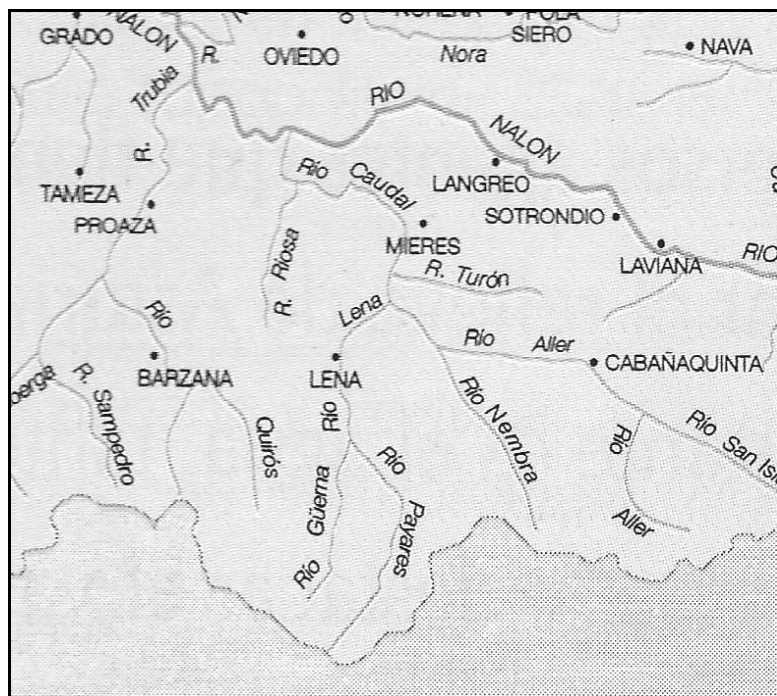 GRADO
NALON
R.
OVIEDO
Nora
SIERO
NAVA
Trubia
R.
RIO
NALON
TAMEZA
PROAZA
Río
Caudal
LANGREO
SOTRONDIO
MIERES
LAVIANA
RIO
R. Riosa
R. Turón
Lena
Río
Río Aller
BARZANA
LENA
CABAÑAQUINTA
R. Sampedro
Quirós
Río
Río
Payares
Río Güerna
Río Nembra
Río
Aller
Río San